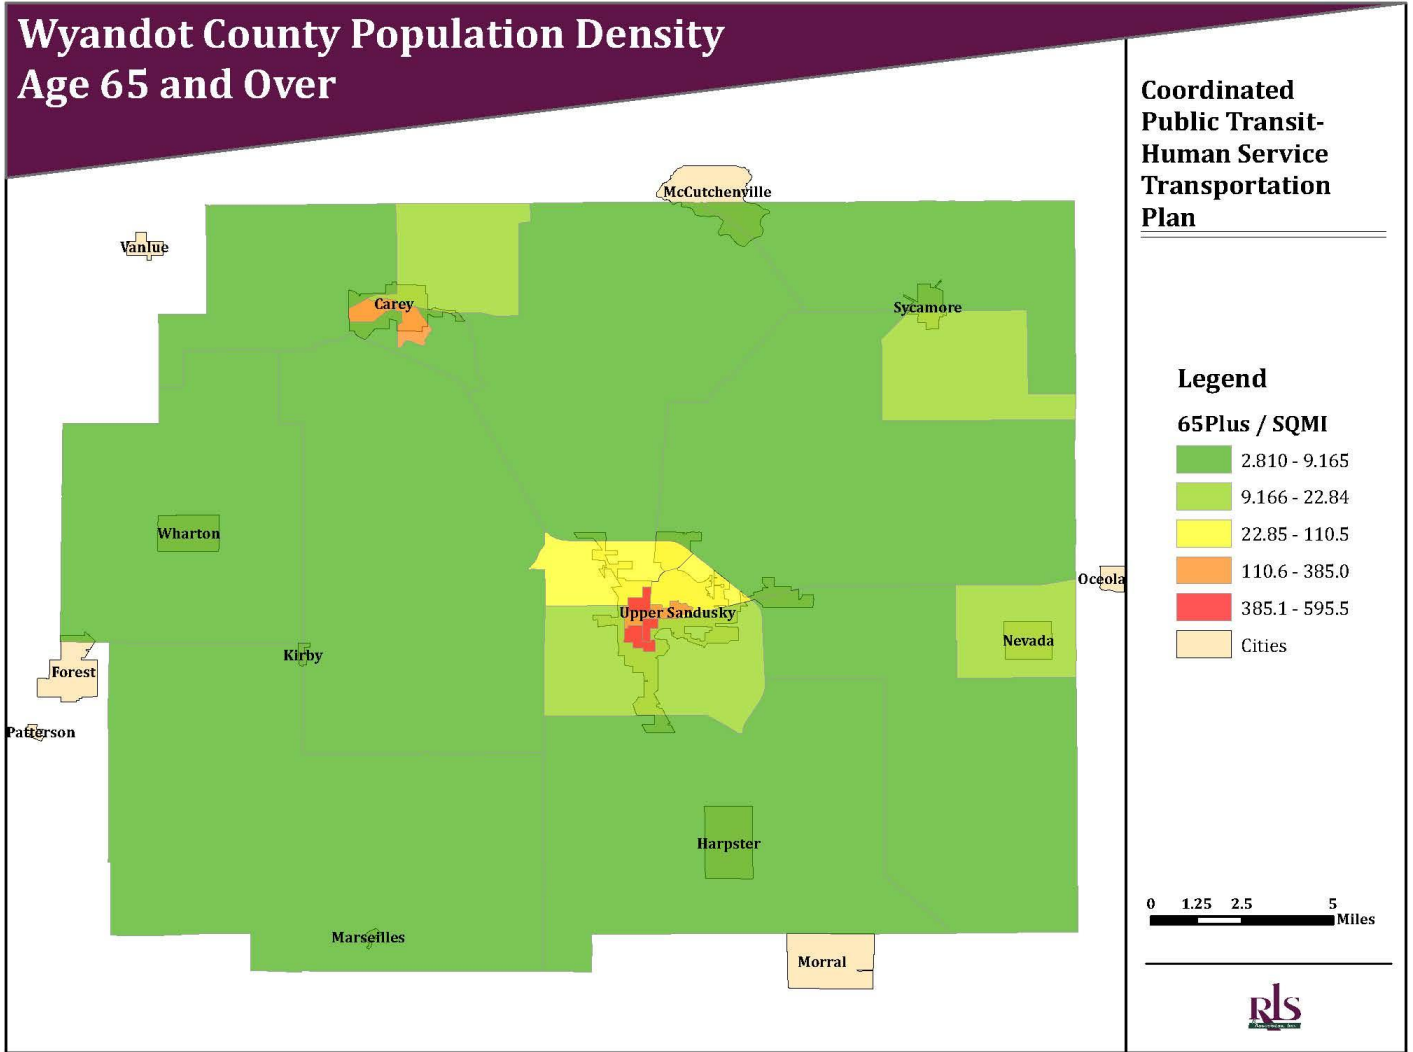 Wyandot County Population Density
Age 65 and Over
Coordinated
Public Transit-
Human Service
Transportation
Plan
McCutchenville
Vanlue
Carey
Sycamore
Legend
65Plus / SQMI
2.810 - 9.165
9.166 - 22.84
22.85 - 110.5
110.6 - 385.0
385.1 - 595.5
Cities
Wharton
Oceola
Upper Sandusky
Nevada
Kirby
Forest
Patterson
Harpster
Marseilles
Morral
0 1.25 2.5 5
Miles
RLS